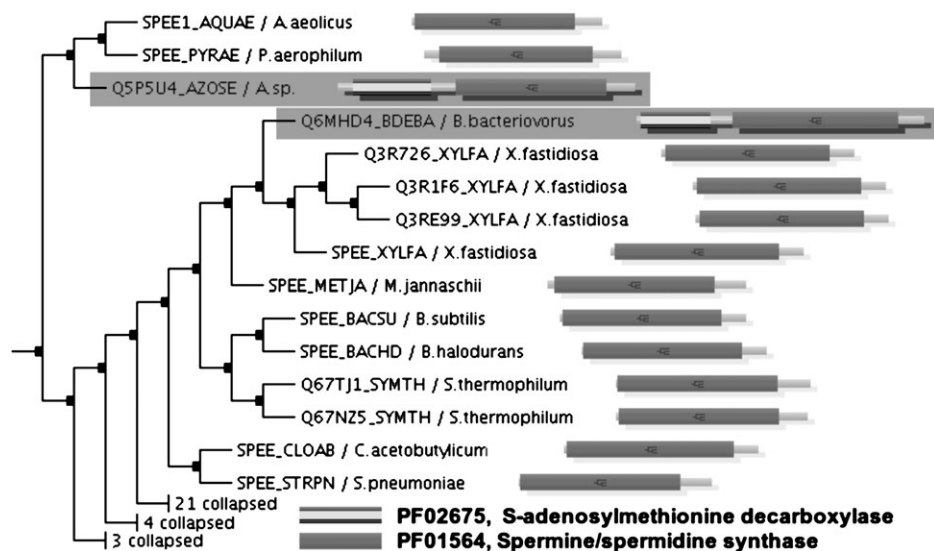 SPEE1_AQUAE / A.aeolicus
SPEE_PYRAE / P.aerophilum
Q5P5U4_AZOSE / A.sp.
Q6MHD4_BDEBA / B.bacteriovorus
Q3R726_XYLFA / X.fastidiosa
Q3R1F6_XYLFA / X.fastidiosa
Q3RE99_XYLFA / X.fastidiosa
SPEE_XYLFA / X.fastidiosa
SPEE_METJA / M.jannaschii
SPEE_BACSU / B.subtilis
SPEE_BACHD / B.halodurans
Q67TJ1_SYMTH / S.thermophilum
Q67NZ5_SYMTH / S.thermophilum
SPEE_CLOAB / C.acetobutylicum
SPEE_STRPN / S.pneumoniae
21 collapsed
4 collapsed
3 collapsed
PF02675, S-adenosylmethionine decarboxylase
PF01564, Spermine/spermidine synthase